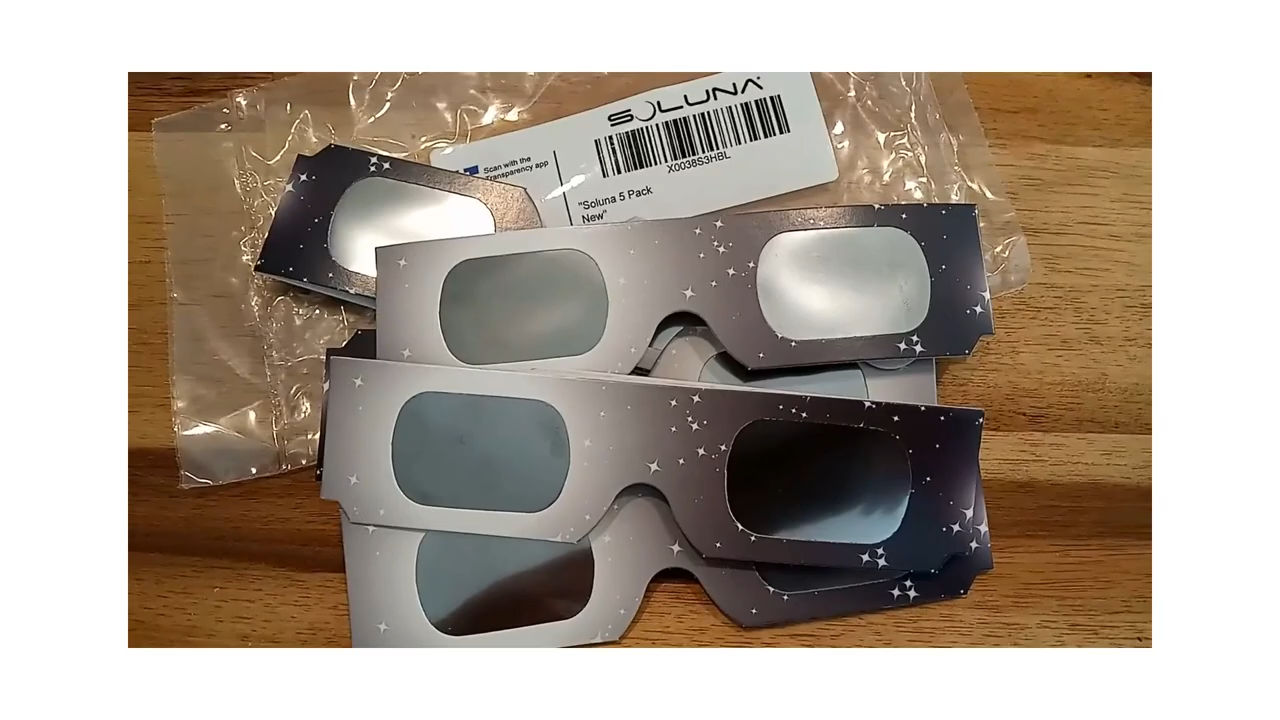 SOLUNA
X0038S3HBL
Scan with the
Transparency app
"Soluna 5 Pack
New"